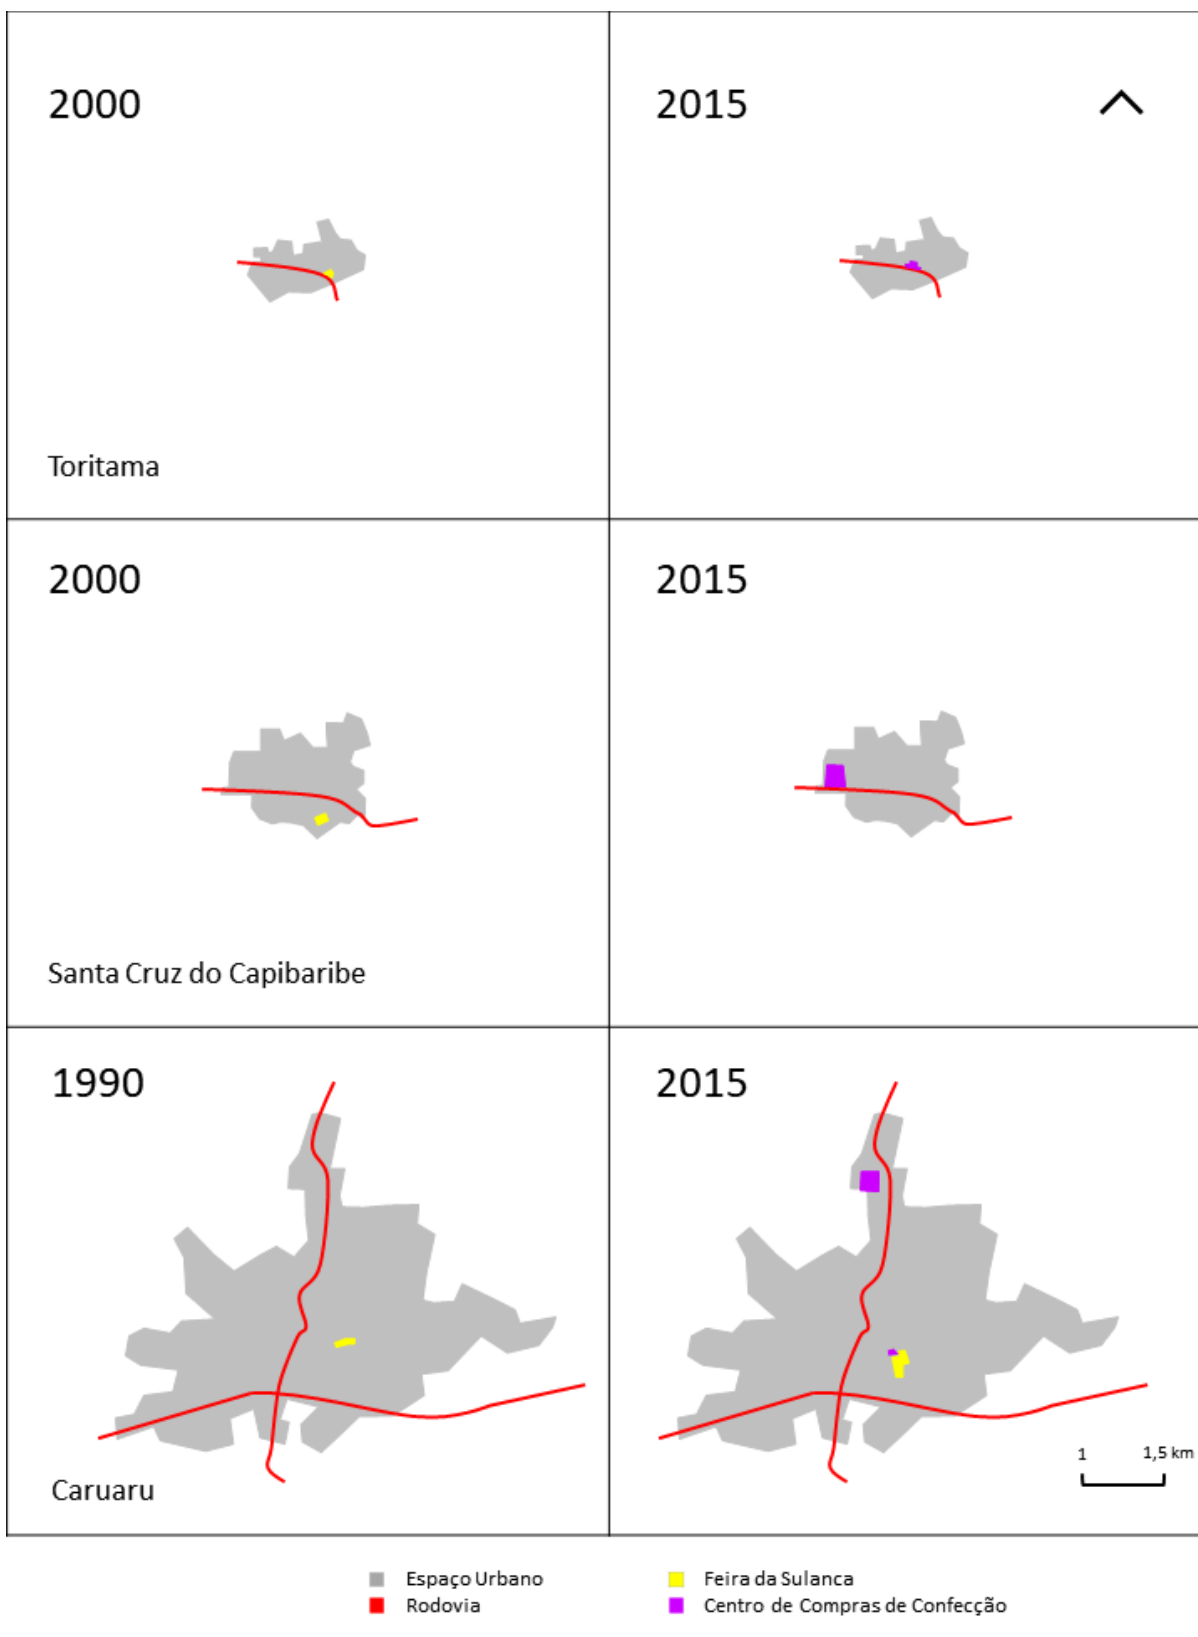 2000
2015
Toritama
2000
2015
Santa Cruz do Capibaribe
1990
2015
1
1,5 km
Caruaru
Espaço Urbano
Feira da Sulanca
Rodovia
Centro de Compras de Confecção